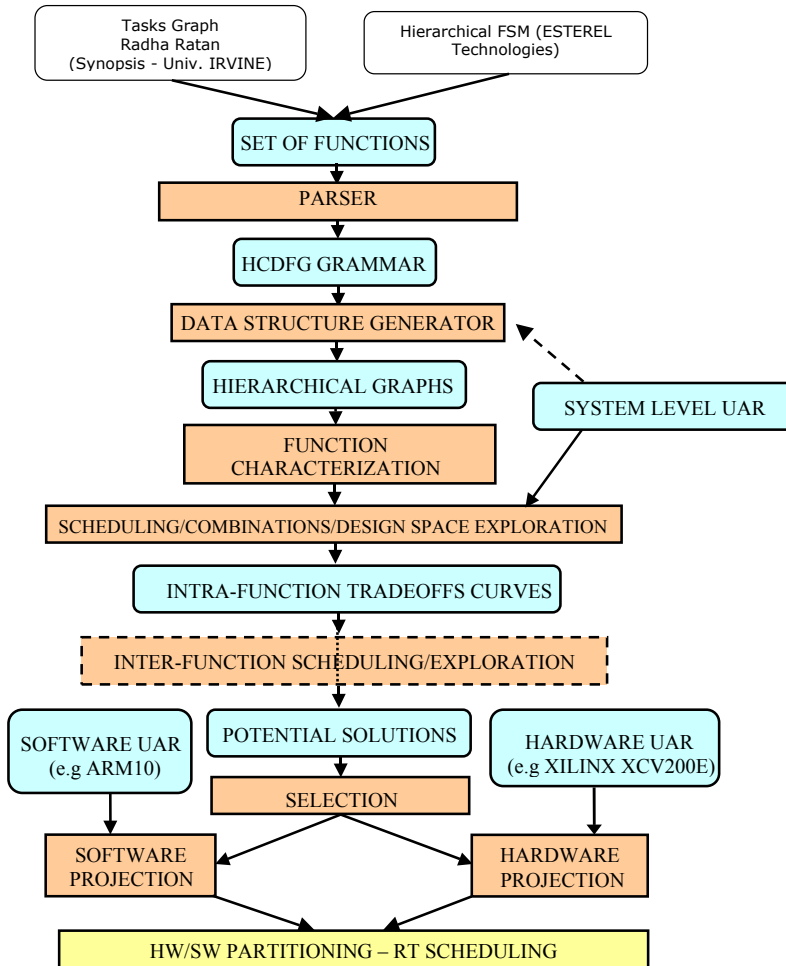 Tasks Graph
Radha Ratan
(Synopsis - Univ. IRVINE)
Hierarchical FSM (ESTEREL
Technologies)
SET OF FUNCTIONS
PARSER
HCDFG GRAMMAR
DATA STRUCTURE GENERATOR
HIERARCHICAL GRAPHS
SYSTEM LEVEL UAR
FUNCTION
CHARACTERIZATION
SCHEDULING/COMBINATIONS/DESIGN SPACE EXPLORATION
INTRA-FUNCTION TRADEOFFS CURVES
INTER-FUNCTION SCHEDULING/EXPLORATION
SOFTWARE UAR
(e.g ARM10)
POTENTIAL SOLUTIONS
HARDWARE UAR
(e.g XILINX XCV200E)
SELECTION
SOFTWARE
PROJECTION
HARDWARE
PROJECTION
HW/SW PARTITIONING – RT SCHEDULING